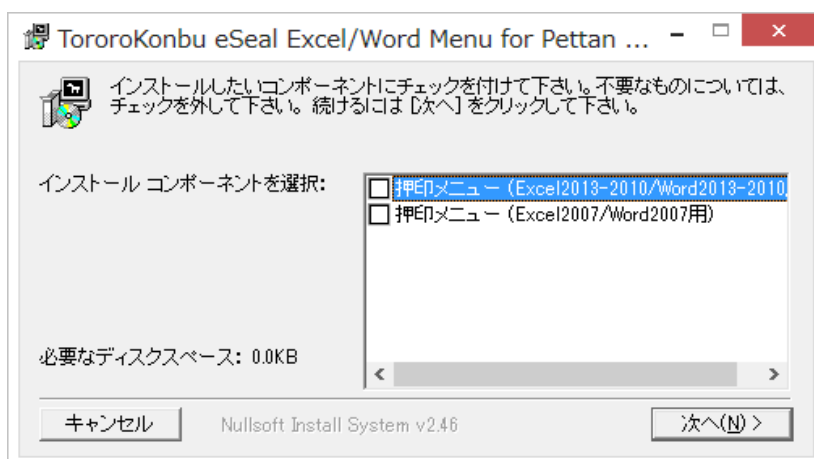 TororoKonbu eSeal Excel/Word Menu for Pettan ...
インストールしたいコンポーネントにチェックを付けて下さい。不要なものについては、
チェックを外して下さい。続けるには [次へ] をクリックして下さい。
インストール コンポーネントを選択:
押印メニュー (Excel2013-2010/Word2013-2010
押印メニュー (Excel2007/Word2007用)
必要なディスクスペース: 0.0KB
キャンセル
Nullsoft Install System v2.46
次へ(N) >